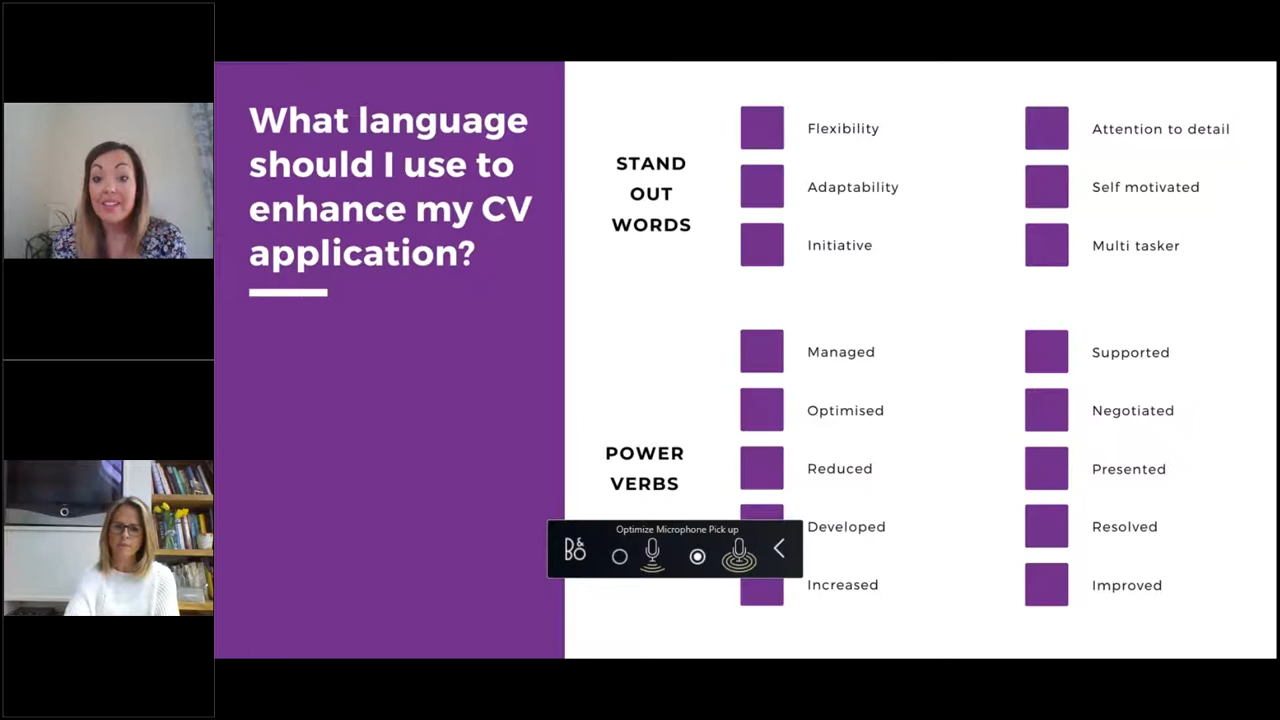 What language
should I use to
enhance my CV
application?
STAND
OUT
WORDS
Flexibility
Attention to detail
Adaptability
Self motivated
Initiative
Multi tasker
POWER
VERBS
Managed
Supported
Optimised
Negotiated
Reduced
Presented
Developed
Resolved
Increased
Improved
Optimize Microphone Pick up
B&O